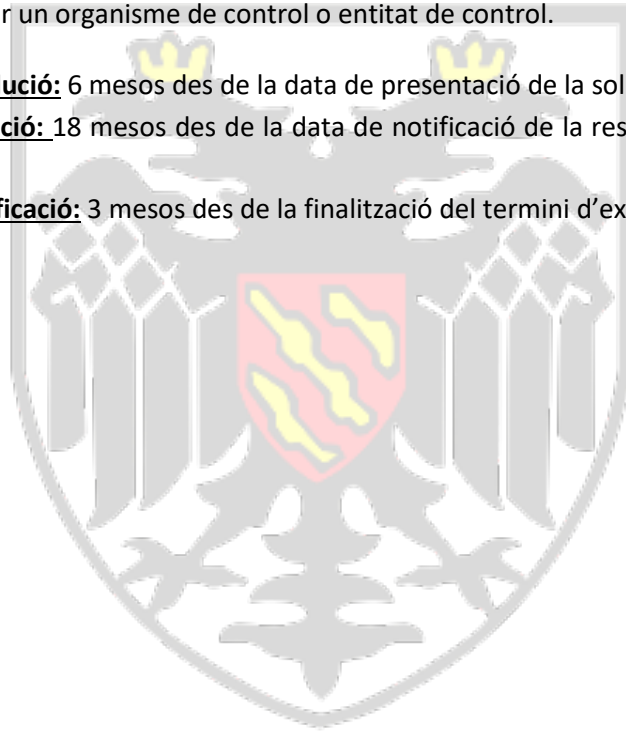 r un organisme de control o entitat de control.
lució: 6 mesos des de la data de presentació de la sol
ció: 18 mesos des de la data de notificació de la res
ficació: 3 mesos des de la finalització del termini d’ex